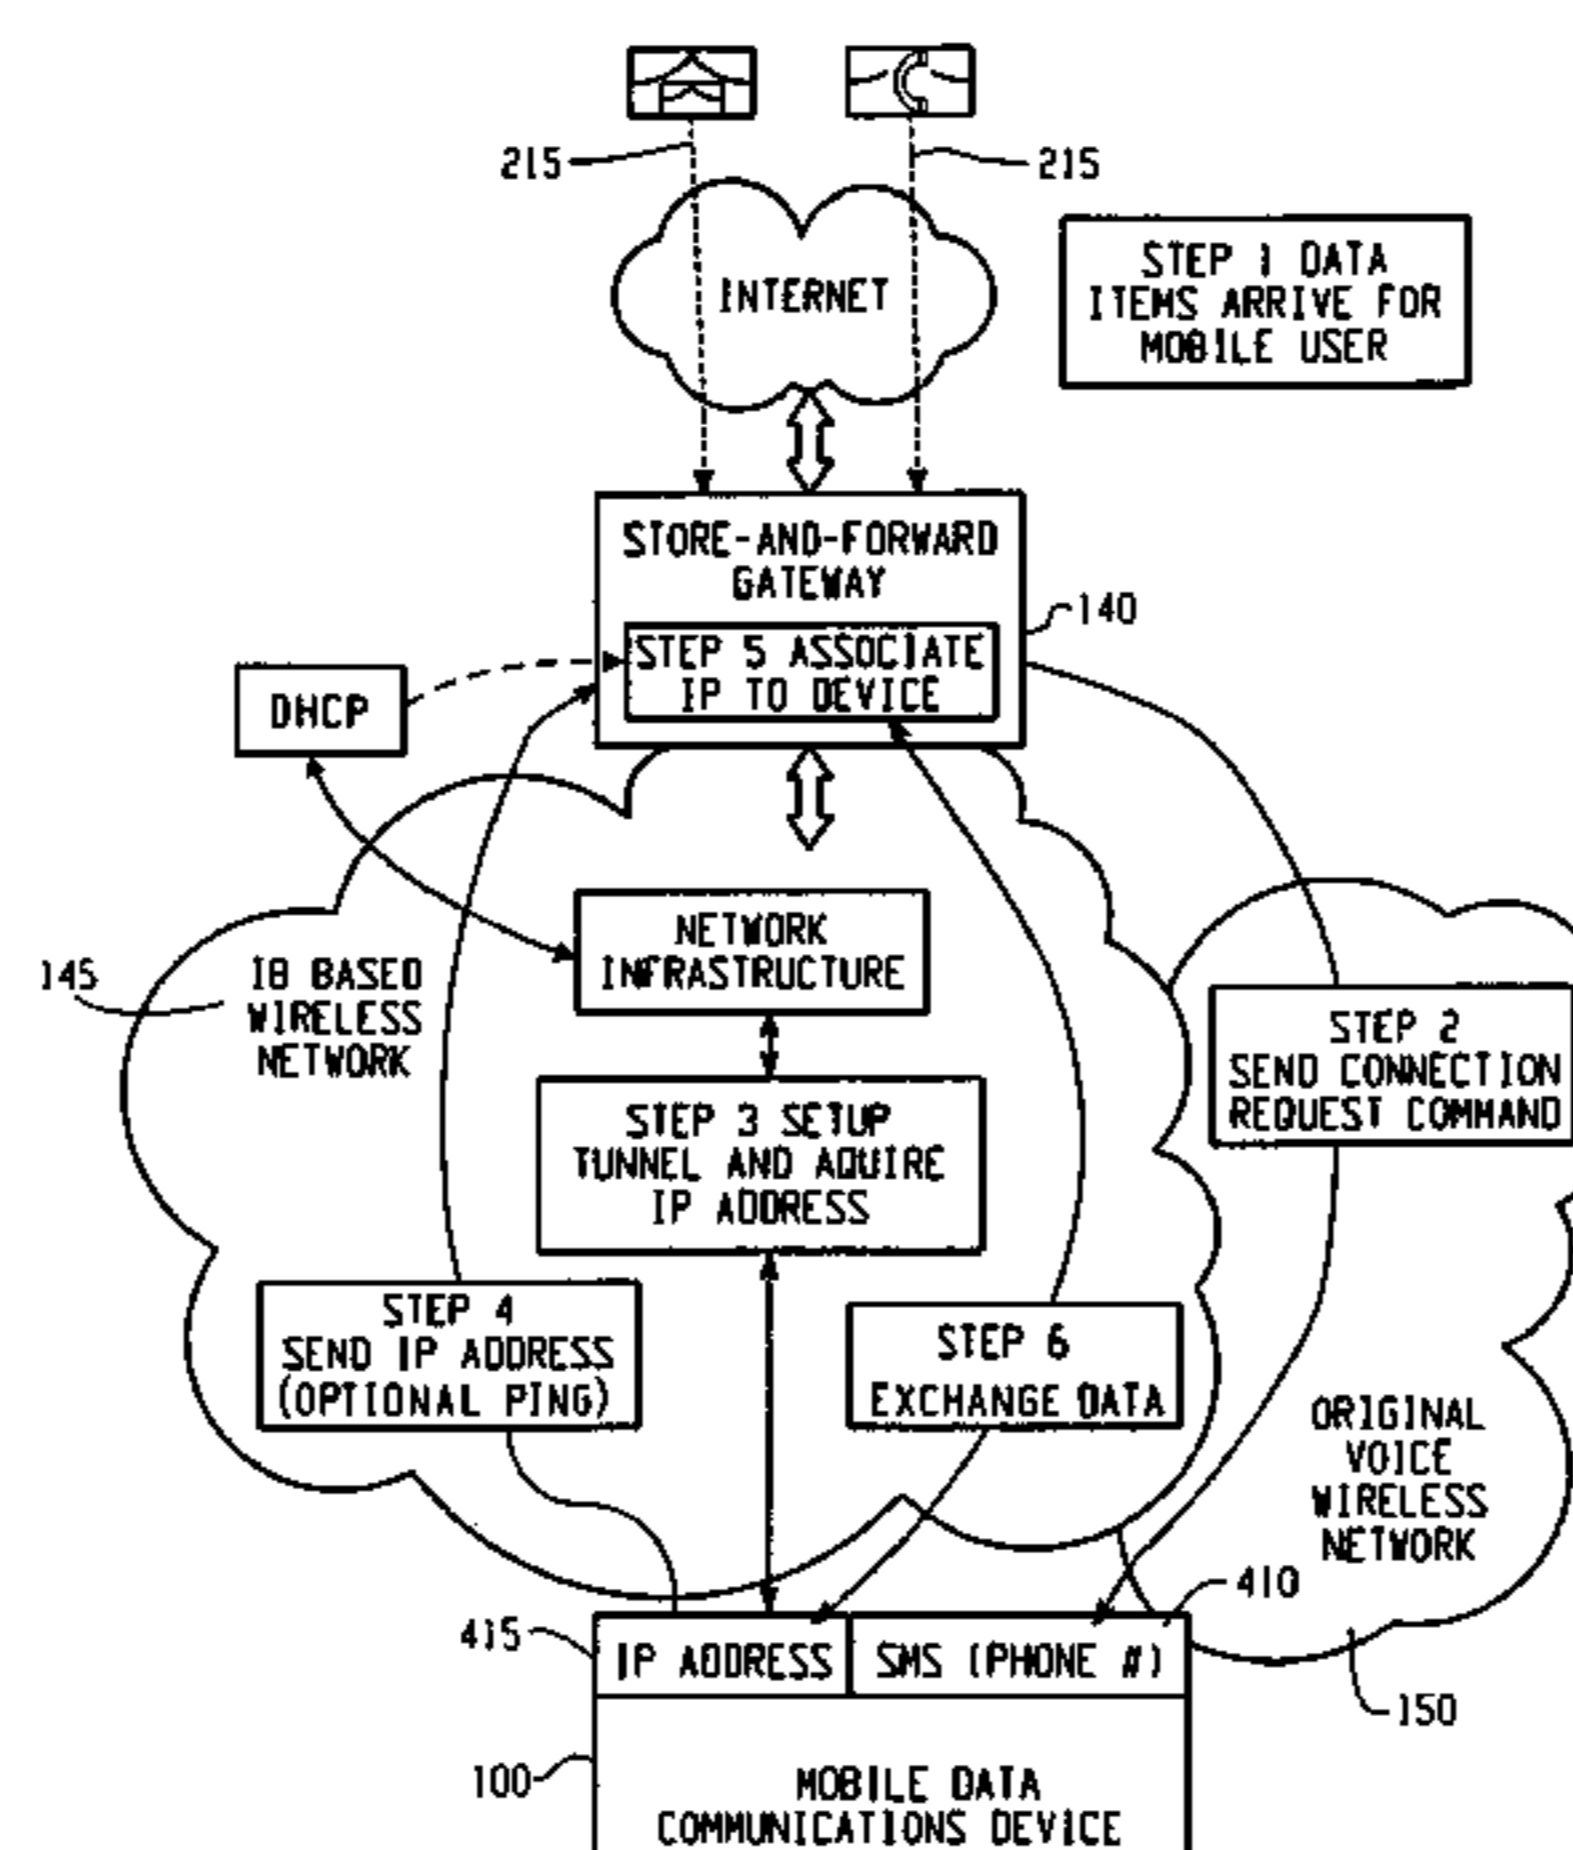 215
215
INTERNET
STEP 1 DATA
ITEMS ARRIVE FOR
MOBILE USER
STORE-AND-FORWARD
GATEWAY
140
STEP 5 ASSOCIATE
IP TO DEVICE
DHCP
NETWORK
INFRASTRUCTURE
145
IB BASED
WIRELESS
NETWORK
STEP 2
SEND CONNECTION
REQUEST COMMAND
STEP 3 SETUP
TUNNEL AND AQUIRE
IP ADDRESS
STEP 4
SEND IP ADDRESS
(OPTIONAL PING)
STEP 6
EXCHANGE DATA
ORIGINAL
VOICE
WIRELESS
NETWORK
410
415
IP ADDRESS
SMS (PHONE #)
150
100
MOBILE DATA
COMMUNICATIONS DEVICE